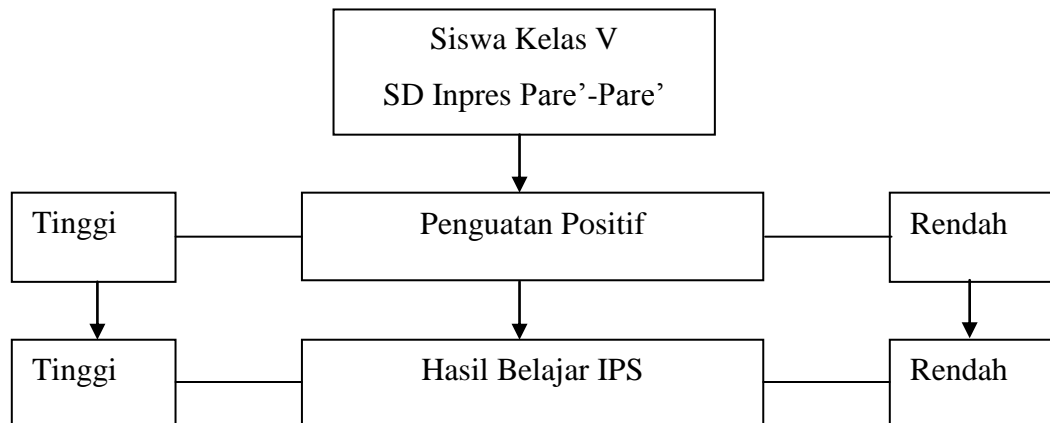 Siswa Kelas V
SD Inpres Pare’-Pare’
Tinggi
Penguatan Positif
Rendah
Tinggi
Hasil Belajar IPS
Rendah